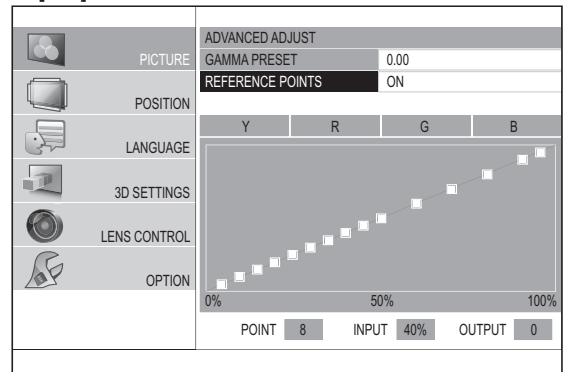 PICTURE
POSITION
LANGUAGE
3D SETTINGS
LENS CONTROL
OPTION
ADVANCED ADJUST
GAMMA PRESET 0.00
REFERENCE POINTS ON
Y R G B
0% 50% 100%
POINT 8 INPUT 40% OUTPUT 0